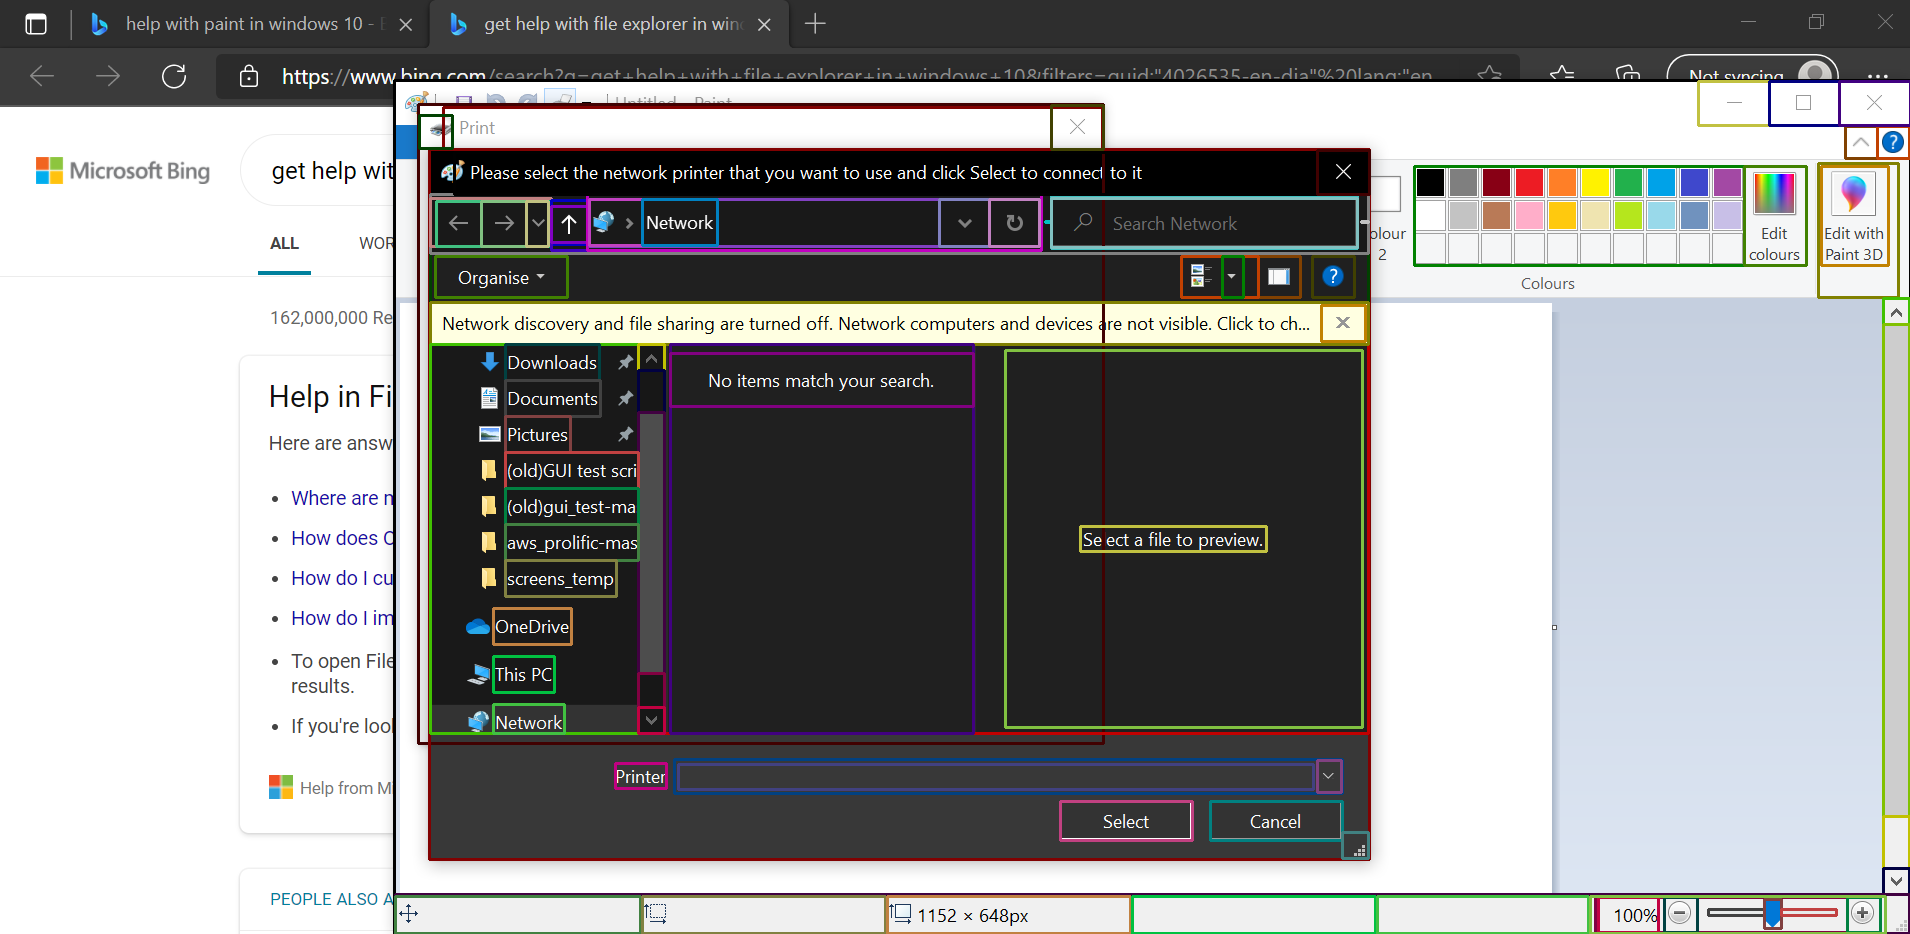 help with paint in windows 10 -
get help with file explorer in win
https://www.bing.com/search?q=get+help+with+file+explorer+in+windows+10&filters=guid:"4026535-en-dia"%20lang:"en
Not syncing
Untitled - Paint
Print
Microsoft Bing
get help wit
Please select the network printer that you want to use and click Select to connect to it
Network
Search Network
olour
2
Edit
colours
Edit with
Paint 3D
Colours
ALL
WOR
Organise
162,000,000 Re
Network discovery and file sharing are turned off. Network computers and devices are not visible. Click to ch...
Downloads
No items match your search.
Documents
Pictures
(old)GUI test scri
(old)gui_test-ma
aws_prolific-mas
screens_temp
OneDrive
This PC
Network
Select a file to preview.
Help in Fi
Here are answ
Where are m
How does C
How do I cu
How do I im
To open File
results.
If you're lool
Help from Mi
Printer
Select
Cancel
PEOPLE ALSO A
1152 × 648px
100%